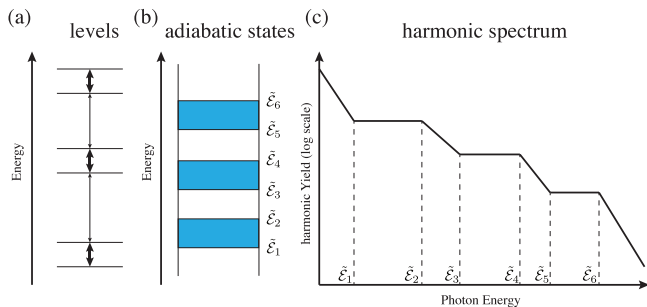 (a)
levels
Energy
(b)
adiabatic states
Energy
ℰ̃₆
ℰ̃₅
ℰ̃₄
ℰ̃₃
ℰ̃₂
ℰ̃₁
(c)
harmonic spectrum
harmonic Yield (log scale)
ℰ̃₁ ℰ̃₂ ℰ̃₃ ℰ̃₄ ℰ̃₅ ℰ̃₆
Photon Energy